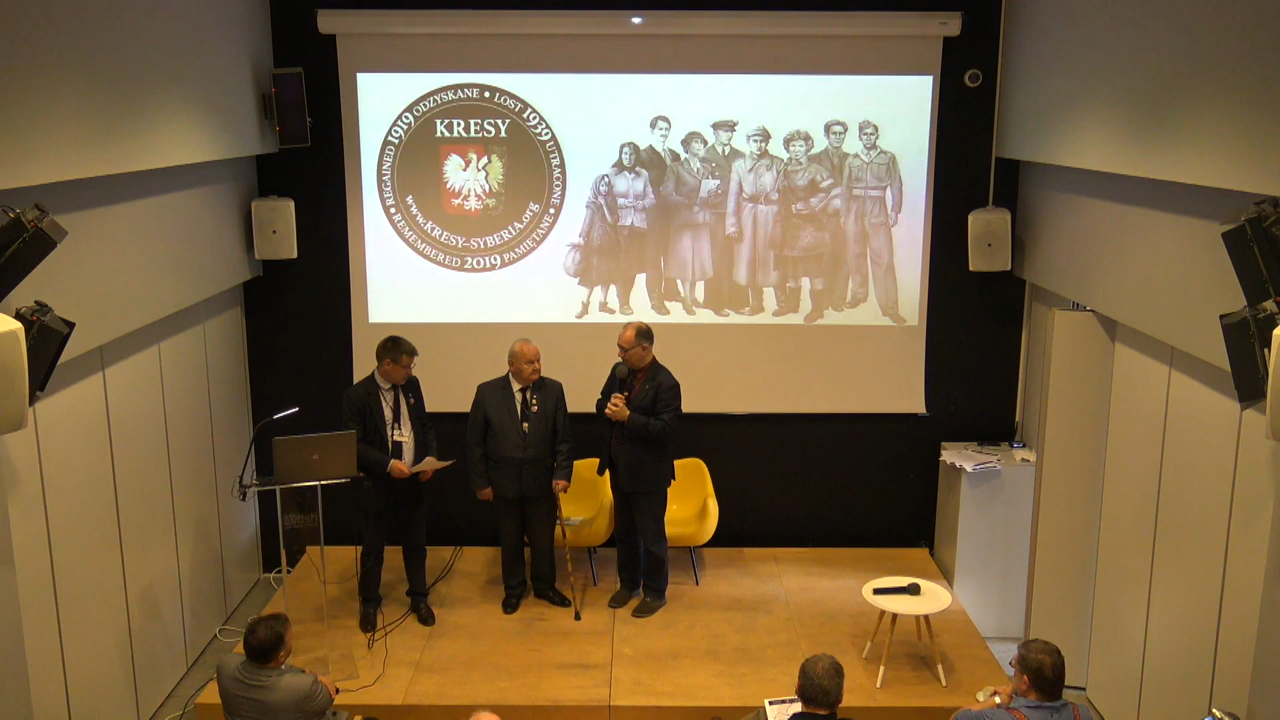 REGAINED 1919 ODZYSKANE • LOST 1939 UTRACONE •
REMEMBERED 2019 PAMIĘTANE •
KRESY
www.KRESY-SYBERIA.org